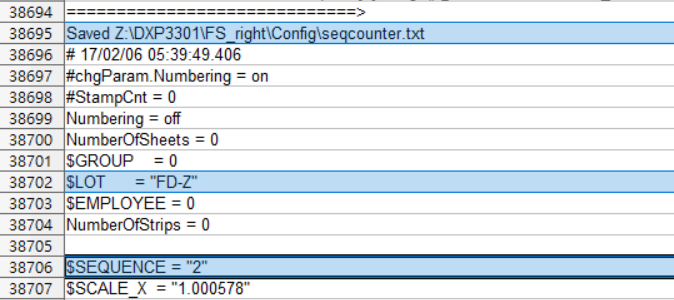 38694 =============================>
38695 Saved Z:\DXP3301\FS_right\Config\seqcounter.txt
38696 # 17/02/06 05:39:49.406
38697 #chgParam.Numbering = on
38698 #StampCnt = 0
38699 Numbering = off
38700 NumberOfSheets = 0
38701 $GROUP = 0
38702 $LOT = "FD-Z"
38703 $EMPLOYEE = 0
38704 NumberOfStrips = 0
38705
38706 $SEQUENCE = "2"
38707 $SCALE_X = "1.000578"